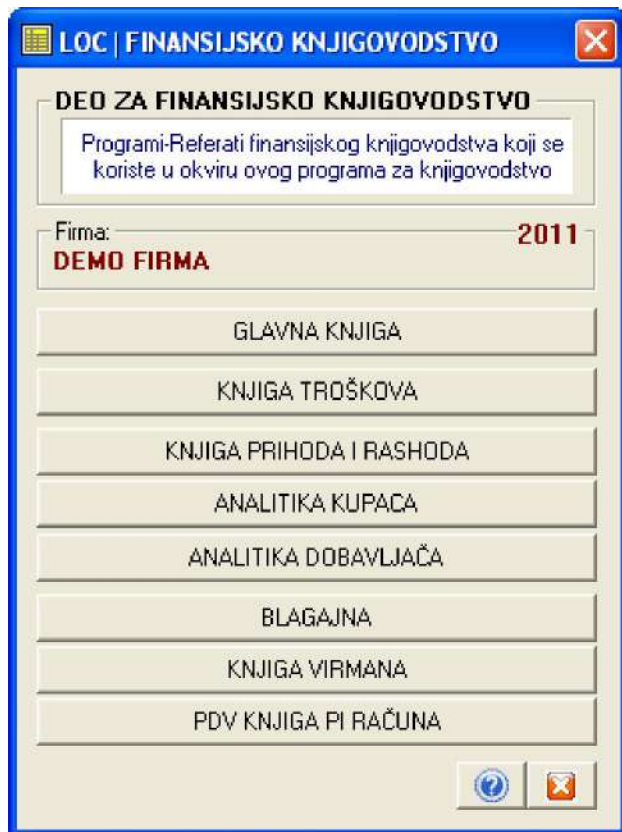 LOC | FINANSIJSKO KNJIGOVODSTVO
DEO ZA FINANSIJSKO KNJIGOVODSTVO
Programi-Referati finansijskog knjigovodstva koji se
koriste u okviru ovog programa za knjigovodstvo
Firma: 2011
DEMO FIRMA
GLAVNA KNJIGA
KNJIGA TROŠKOVA
KNJIGA PRIHODA I RASHODA
ANALITIKA KUPACA
ANALITIKA DOBAVLJAČA
BLAGAJNA
KNJIGA VIRMANA
PDV KNJIGA PI RAČUNA